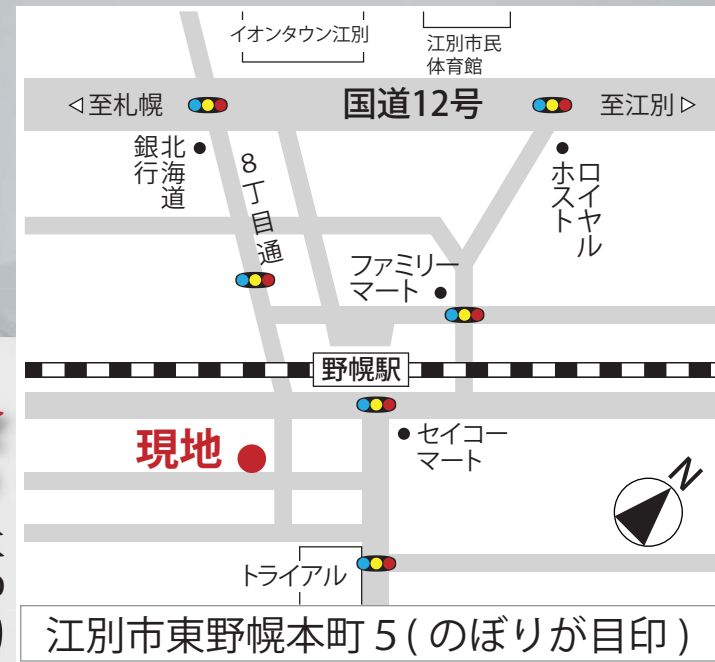 イオンタウン江別
江別市民
体育館
◁至札幌
国道12号
至江別▷
北海道
銀行
8丁目通
ロイヤル
ホスト
ファミリー
マート
野幌駅
現地
セイコー
マート
N
トライアル
江別市東野幌本町5(のぼりが目印)